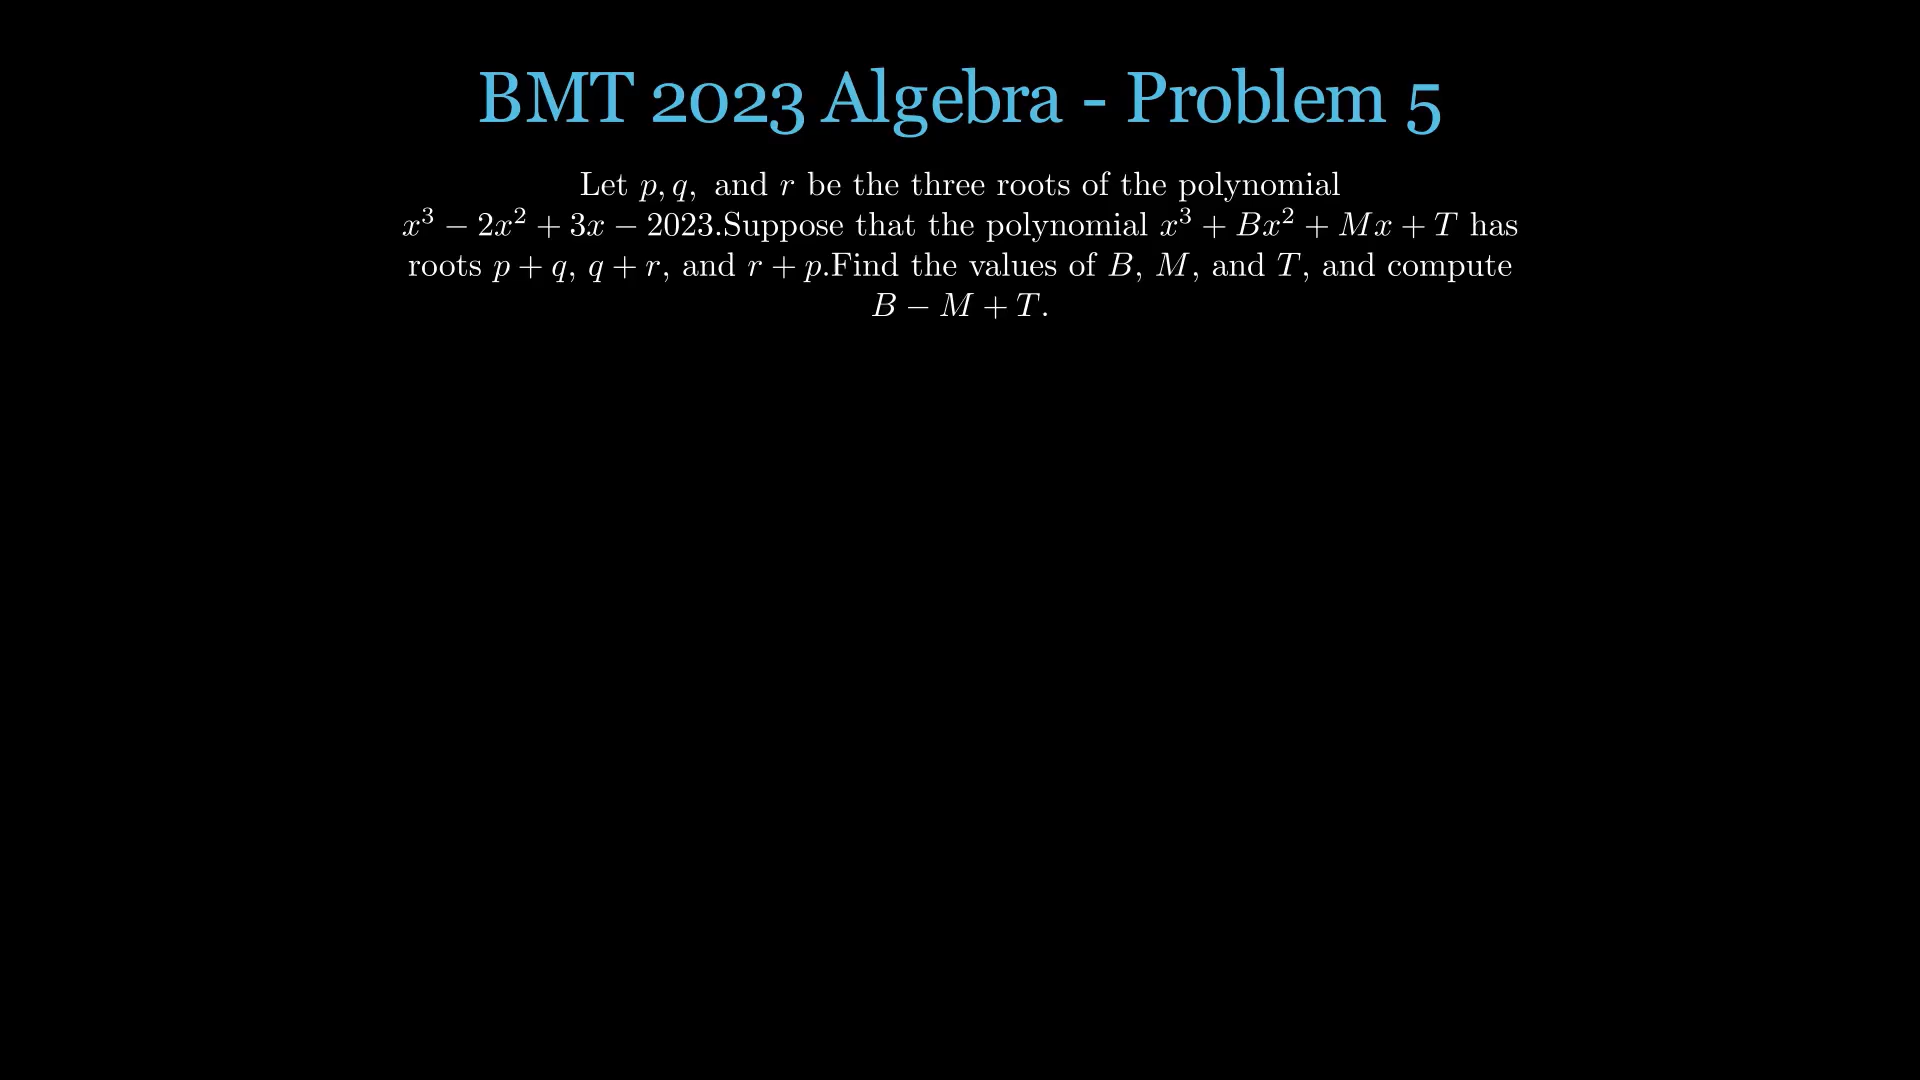 BMT 2023 Algebra - Problem 5
Let p, q, and r be the three roots of the polynomial
x³ − 2x² + 3x − 2023.Suppose that the polynomial x³ + Bx² + Mx + T has
roots p + q, q + r, and r + p.Find the values of B, M, and T, and compute
B − M + T.